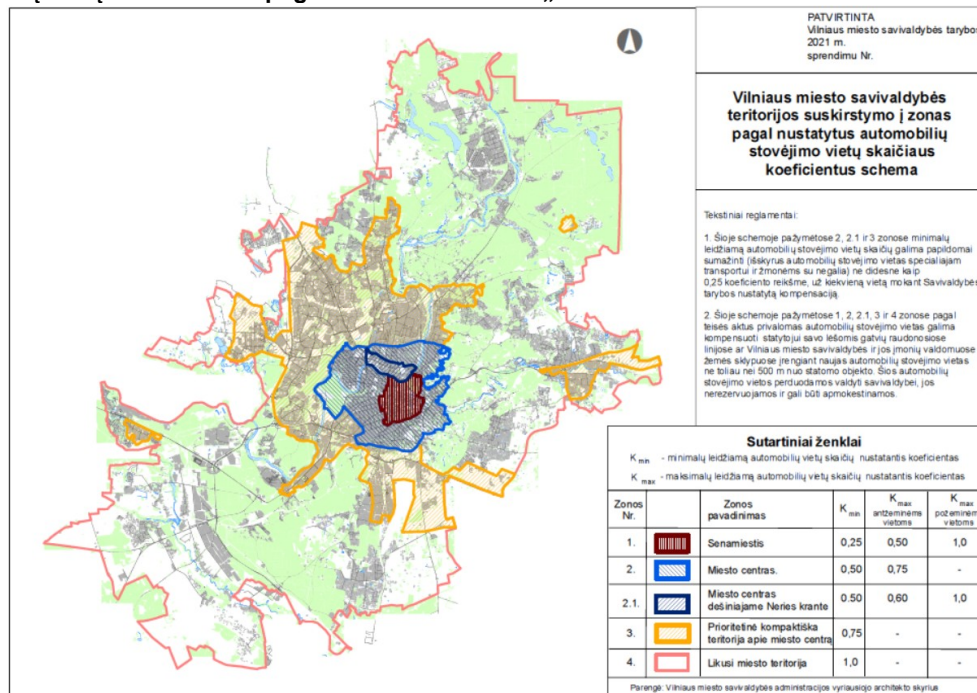 PATVIRTINTA
Vilniaus miesto savivaldybės tarybos
2021 m.
sprendimu Nr.
Vilniaus miesto savivaldybės
teritorijos suskirstymo į zonas
pagal nustatytus automobilių
stovėjimo vietų skaičiaus
koeficientus schema
Tekstiniai reglamentai:
1. Šioje schemoje pažymėtose 2, 2.1 ir 3 zonose minimalų
leidžiamą automobilių stovėjimo vietų skaičių galima papildomai
sumažinti (išskyrus automobilių stovėjimo vietas specialiajam
transportui ir žmonėms su negalia) ne didesne kaip
0,25 koeficiento reikšme, už kiekvieną vietą mokant Savivaldybės
tarybos nustatytą kompensaciją.
2. Šioje schemoje pažymėtose 1, 2, 2.1, 3 ir 4 zonose pagal
teisės aktus privalomas automobilių stovėjimo vietas galima
kompensuoti statytojui savo lėšomis gatvių raudonosiose
linijose ar Vilniaus miesto savivaldybės ir jos įmonių valdomuose
žemės sklypuose įrengiant naujas automobilių stovėjimo vietas
ne toliau nei 500 m nuo statomo objekto. Šios automobilių
stovėjimo vietos perduodamos valdyti savivaldybei, jos
nerezervuojamos ir gali būti apmokestinamos.
Sutartiniai ženklai
K min - minimalų leidžiamą automobilių vietų skaičių nustatantis koeficientas
K max - maksimalų leidžiamą automobilių vietų skaičių nustatantis koeficientas
Zonos Nr. Zonos pavadinimas K min K max antžeminėms vietoms K max požeminėms vietoms
1. Senamiestis 0,25 0,50 1,0
2. Miesto centras. 0,50 0,75 -
2.1. Miesto centras dešiniajame Neries krante 0.50 0,60 1,0
3. Prioritetinė kompaktiška teritorija apie miesto centrą 0,75 - -
4. Likusi miesto teritorija 1,0 - -
Parengė: Vilniaus miesto savivaldybės administracijos vyriausiojo architekto skyrius